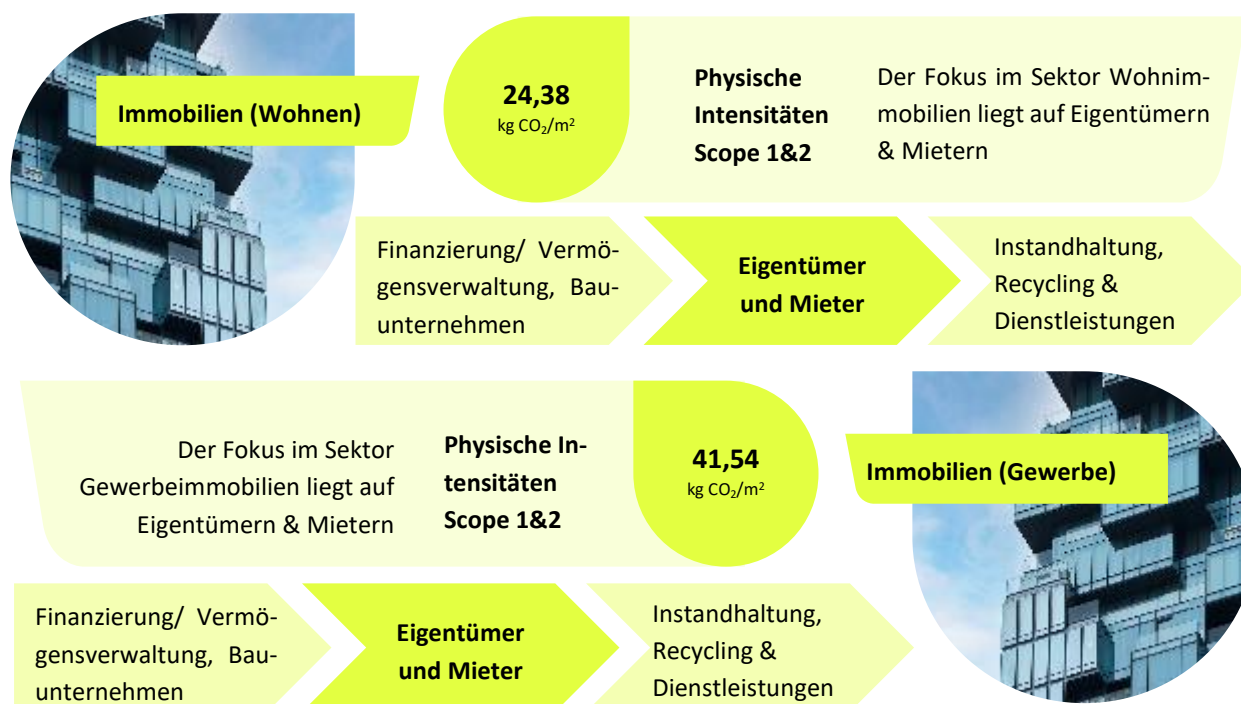 Immobilien (Wohnen)
24,38
kg CO₂/m²
Physische
Intensitäten
Scope 1&2
Der Fokus im Sektor Wohnim-
mobilien liegt auf Eigentümern
& Mietern
Finanzierung/ Vermö-
gensverwaltung, Bau-
unternehmen
Eigentümer
und Mieter
Instandhaltung,
Recycling &
Dienstleistungen
Der Fokus im Sektor
Gewerbeimmobilien liegt auf
Eigentümern & Mietern
Physische In-
tensitäten
Scope 1&2
41,54
kg CO₂/m²
Immobilien (Gewerbe)
Finanzierung/ Vermö-
gensverwaltung, Bau-
unternehmen
Eigentümer
und Mieter
Instandhaltung,
Recycling &
Dienstleistungen